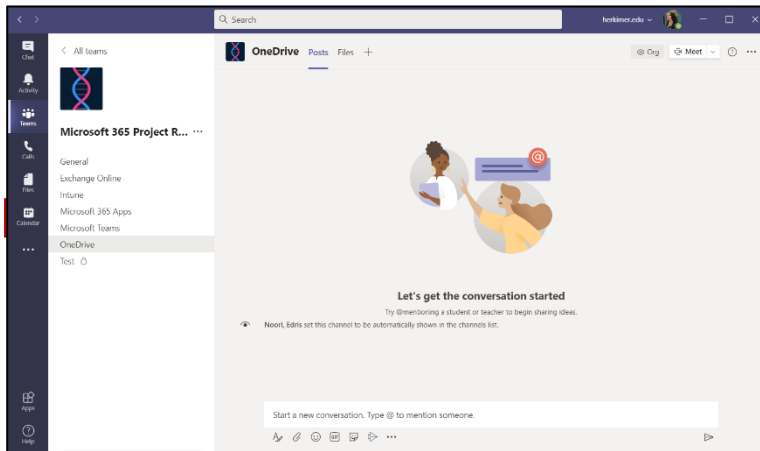 Search
herkimer.edu
Chat
Activity
Teams
Calls
Files
Calendar
Apps
Help
All teams
Microsoft 365 Project R...
General
Exchange Online
Intune
Microsoft 365 Apps
Microsoft Teams
OneDrive
Test
OneDrive Posts Files +
Org
Meet
@
Let's get the conversation started
Try @mentioning a student or teacher to begin sharing ideas.
Noori, Edris set this channel to be automatically shown in the channels list.
Start a new conversation. Type @ to mention someone.
GIF